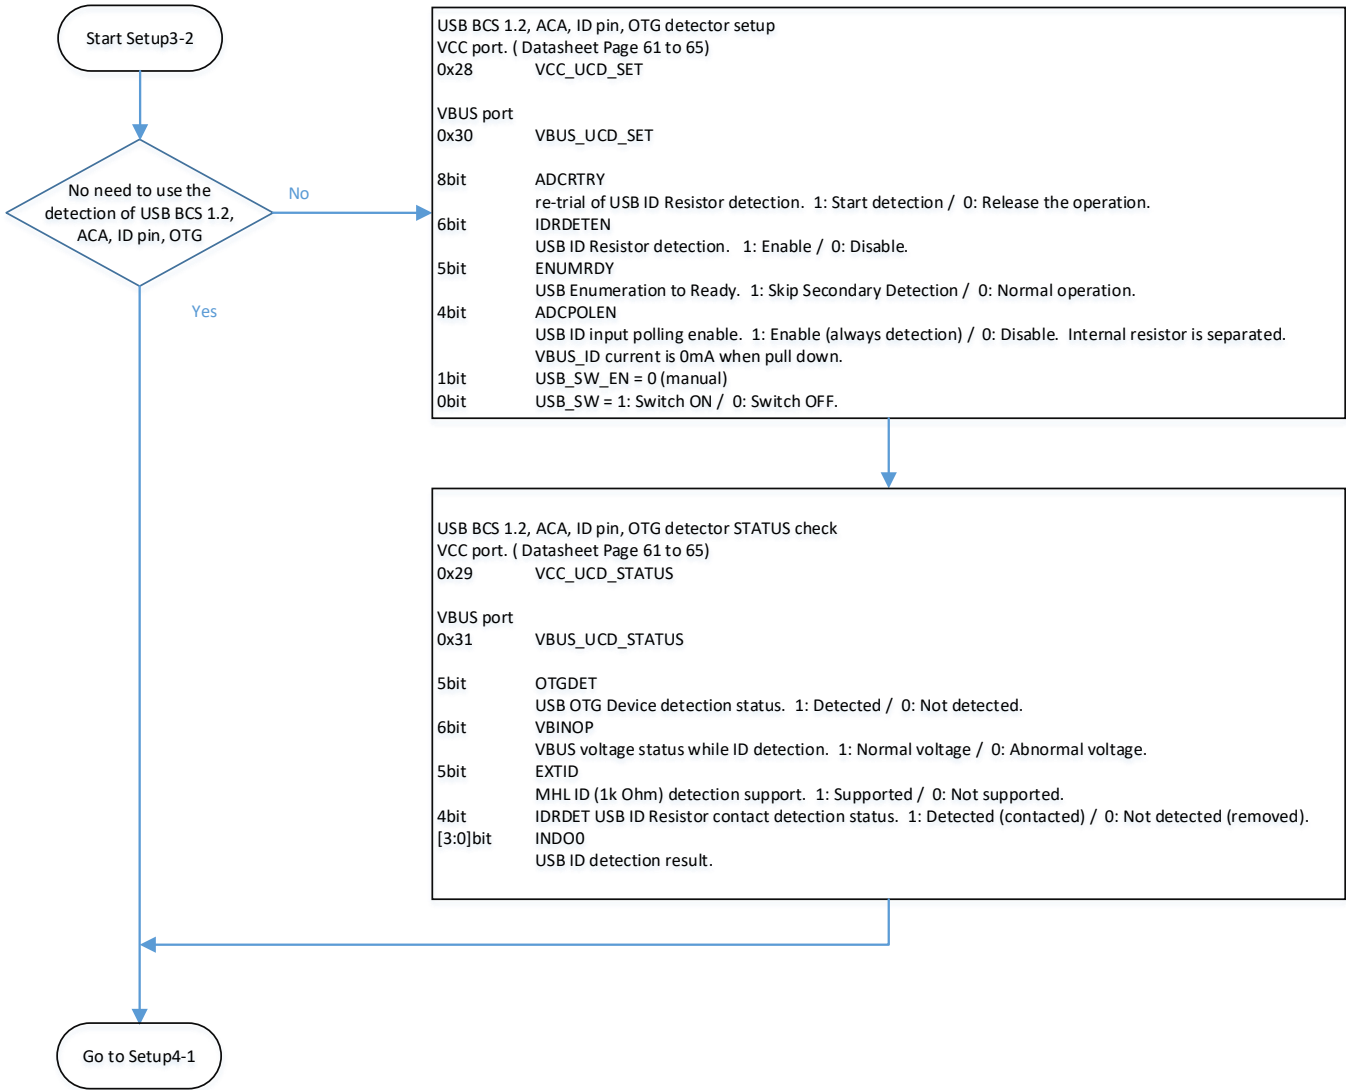 Start Setup3-2
No need to use the
detection of USB BCS 1.2,
ACA, ID pin, OTG
No
Yes
USB BCS 1.2, ACA, ID pin, OTG detector setup
VCC port. ( Datasheet Page 61 to 65)
0x28 VCC_UCD_SET
VBUS port
0x30 VBUS_UCD_SET
8bit ADCRTRY
re-trial of USB ID Resistor detection. 1: Start detection / 0: Release the operation.
6bit IDRDETEN
USB ID Resistor detection. 1: Enable / 0: Disable.
5bit ENUMRDY
USB Enumeration to Ready. 1: Skip Secondary Detection / 0: Normal operation.
4bit ADCPOLEN
USB ID input polling enable. 1: Enable (always detection) / 0: Disable. Internal resistor is separated.
VBUS_ID current is 0mA when pull down.
1bit USB_SW_EN = 0 (manual)
0bit USB_SW = 1: Switch ON / 0: Switch OFF.
USB BCS 1.2, ACA, ID pin, OTG detector STATUS check
VCC port. ( Datasheet Page 61 to 65)
0x29 VCC_UCD_STATUS
VBUS port
0x31 VBUS_UCD_STATUS
5bit OTGDET
USB OTG Device detection status. 1: Detected / 0: Not detected.
6bit VBINOP
VBUS voltage status while ID detection. 1: Normal voltage / 0: Abnormal voltage.
5bit EXTID
MHL ID (1k Ohm) detection support. 1: Supported / 0: Not supported.
4bit IDRDET USB ID Resistor contact detection status. 1: Detected (contacted) / 0: Not detected (removed).
[3:0]bit INDO0
USB ID detection result.
Go to Setup4-1